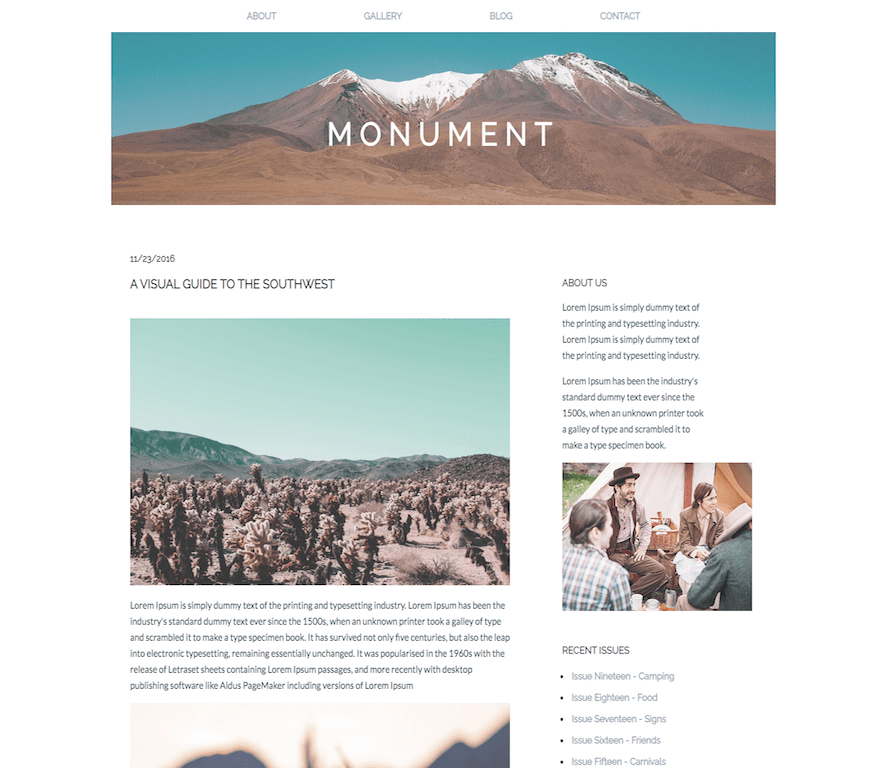 ABOUT GALLERY BLOG CONTACT
MONUMENT
11/23/2016
A VISUAL GUIDE TO THE SOUTHWEST
Lorem Ipsum is simply dummy text of the printing and typesetting industry. Lorem Ipsum has been the
industry's standard dummy text ever since the 1500s, when an unknown printer took a galley of type
and scrambled it to make a type specimen book. It has survived not only five centuries, but also the leap
into electronic typesetting, remaining essentially unchanged. It was popularised in the 1960s with the
release of Letraset sheets containing Lorem Ipsum passages, and more recently with desktop
publishing software like Aldus PageMaker including versions of Lorem Ipsum
ABOUT US
Lorem Ipsum is simply dummy text of
the printing and typesetting industry.
Lorem Ipsum is simply dummy text of
the printing and typesetting industry.
Lorem Ipsum has been the industry's
standard dummy text ever since the
1500s, when an unknown printer took
a galley of type and scrambled it to
make a type specimen book.
RECENT ISSUES
Issue Nineteen - Camping
Issue Eighteen - Food
Issue Seventeen - Signs
Issue Sixteen - Friends
Issue Fifteen - Carnivals